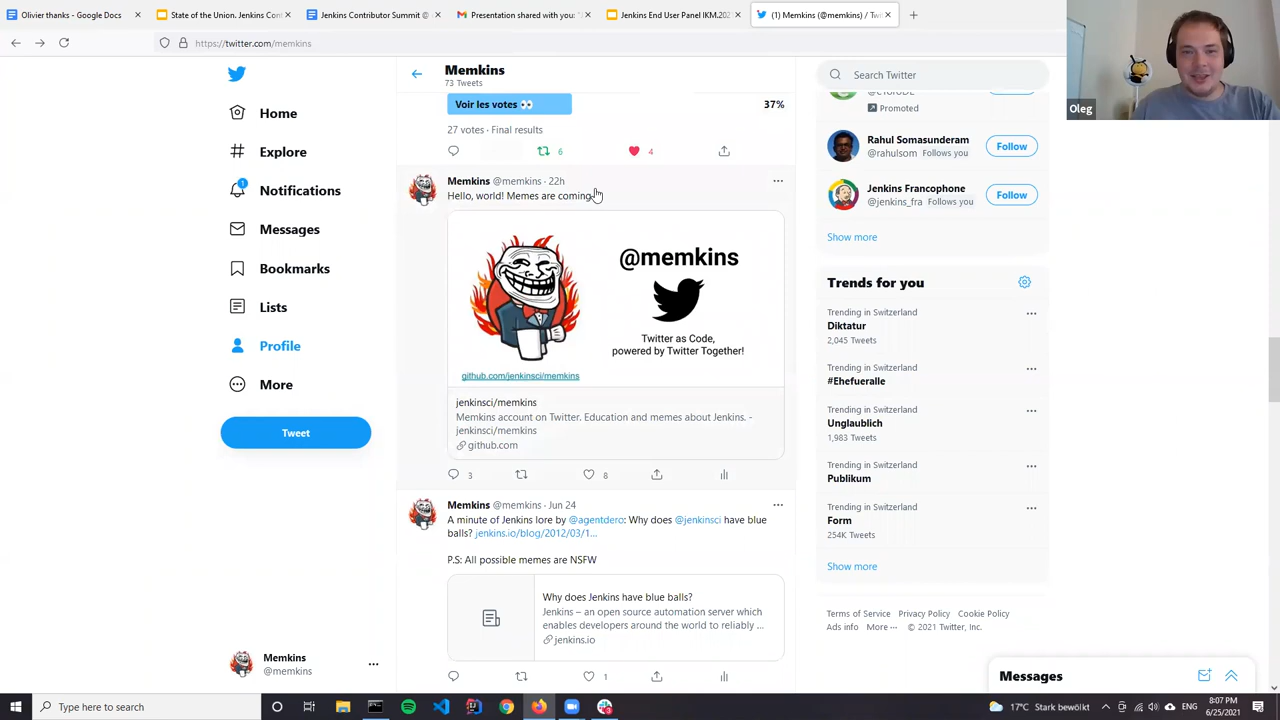 Olivier thanks - Google Docs
State of the Union. Jenkins Cont
Jenkins Contributor Summit @
Presentation shared with you: "
Jenkins End User Panel IKM.202
(1) Memkins (@memkins) / Twi
https://twitter.com/memkins
Oleg
Home
Explore
1
Notifications
Messages
Bookmarks
Lists
Profile
More
Tweet
Memkins
@memkins
Memkins
73 Tweets
Voir les votes 👀
37%
27 votes · Final results
6
4
Memkins @memkins · 22h
Hello, world! Memes are coming
@memkins
Twitter as Code,
powered by Twitter Together!
github.com/jenkinsci/memkins
jenkinsci/memkins
Memkins account on Twitter. Education and memes about Jenkins. -
jenkinsci/memkins
github.com
3
8
Memkins @memkins · Jun 24
A minute of Jenkins lore by @agentdero: Why does @jenkinsci have blue
balls? jenkins.io/blog/2012/03/1...
P.S: All possible memes are NSFW
Why does Jenkins have blue balls?
Jenkins – an open source automation server which
enables developers around the world to reliably ...
jenkins.io
1
Search Twitter
Promoted
Rahul Somasunderam
@rahulsom Follows you
Follow
Jenkins Francophone
@jenkins_fra Follows you
Follow
Show more
Trends for you
Trending in Switzerland
Diktatur
2,045 Tweets
Trending in Switzerland
#Ehefueralle
Trending in Switzerland
Unglaublich
1,983 Tweets
Trending in Switzerland
Publikum
Trending in Switzerland
Form
254K Tweets
Show more
Terms of Service Privacy Policy Cookie Policy
Ads info More ··· © 2021 Twitter, Inc.
Messages
Type here to search
17°C Stark bewölkt
ENG
8:07 PM
6/25/2021